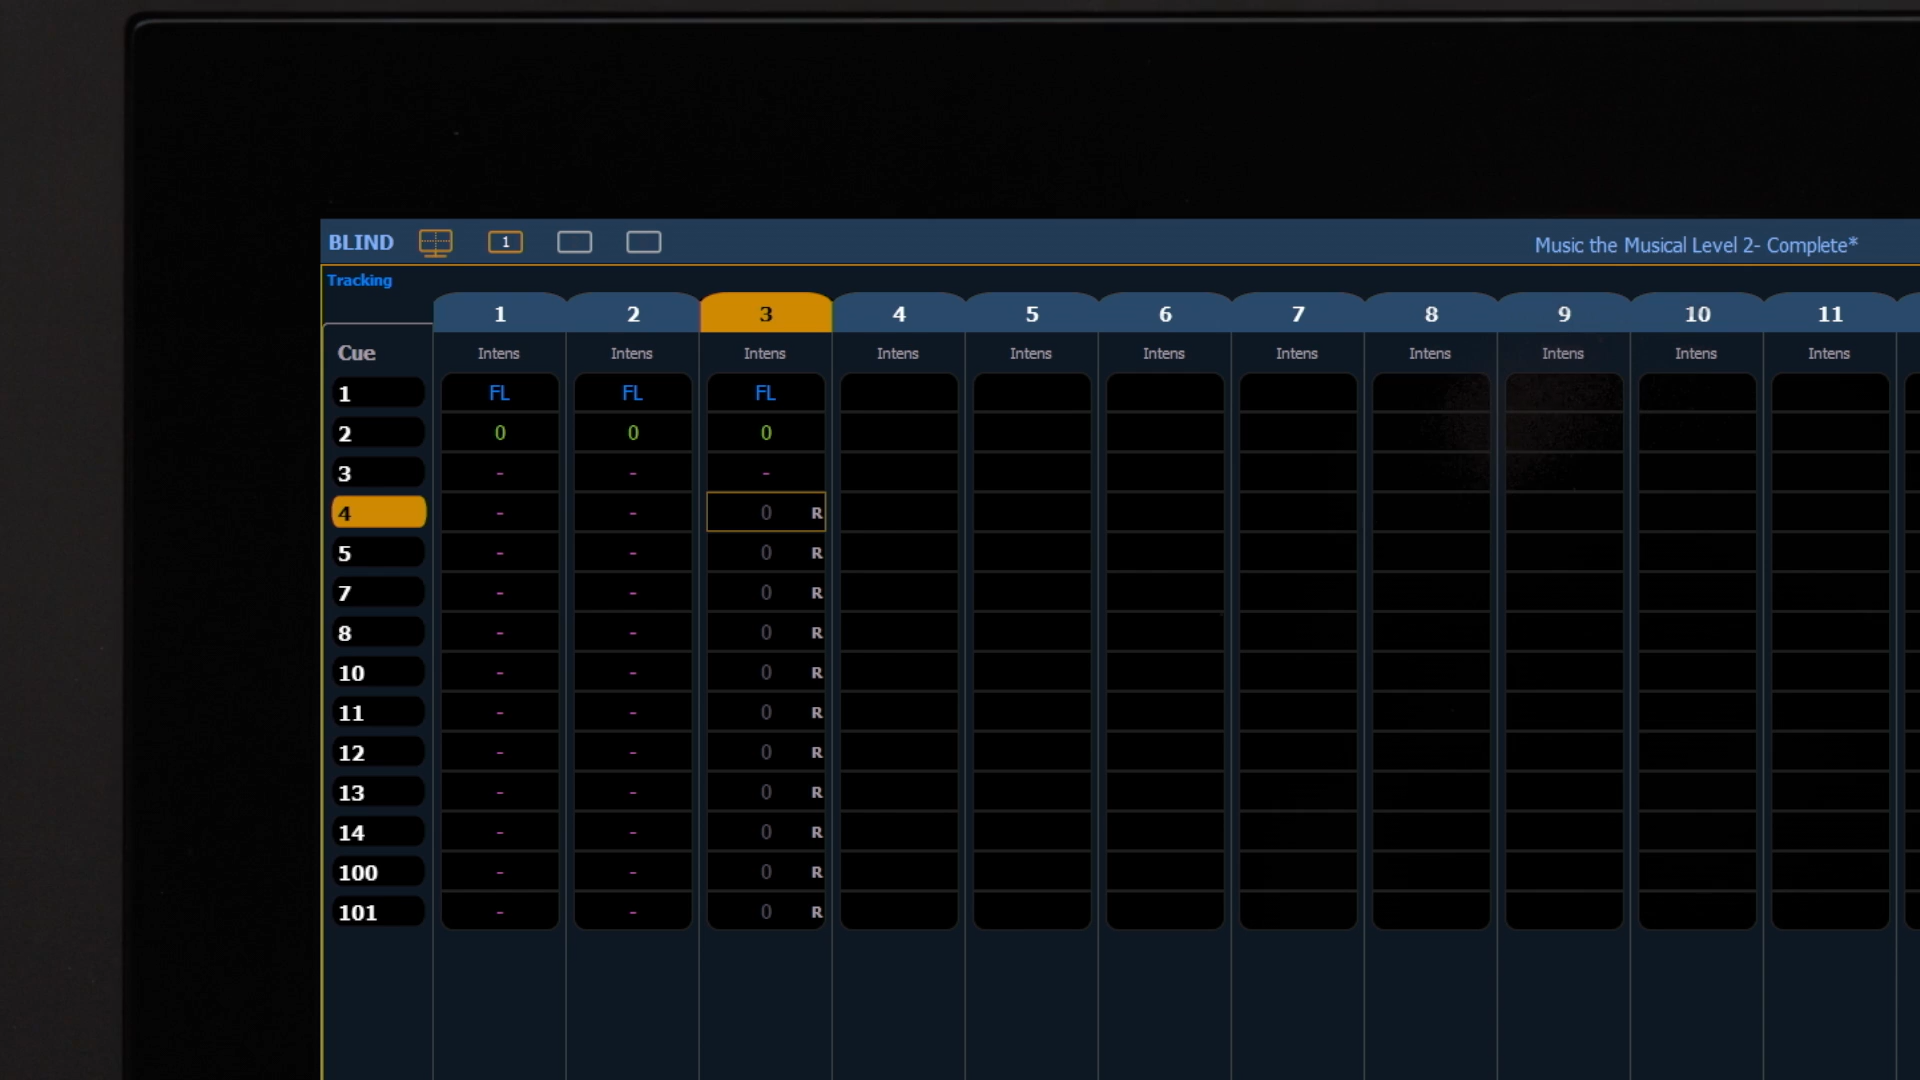 BLIND 1 Music the Musical Level 2- Complete*
Tracking
1 2 3 4 5 6 7 8 9 10 11
Cue Intens Intens Intens Intens Intens Intens Intens Intens Intens Intens Intens
1 FL FL FL
2 0 0 0
3 - - -
4 - - 0 R
5 - - 0 R
7 - - 0 R
8 - - 0 R
10 - - 0 R
11 - - 0 R
12 - - 0 R
13 - - 0 R
14 - - 0 R
100 - - 0 R
101 - - 0 R